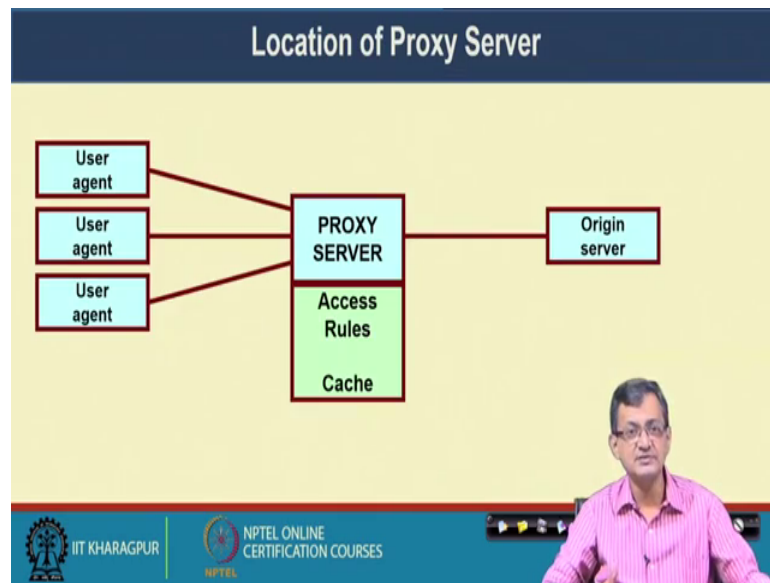 Location of Proxy Server
User
agent
User
agent
User
agent
PROXY
SERVER
Access
Rules
Cache
Origin
server
IIT KHARAGPUR
NPTEL
NPTEL ONLINE
CERTIFICATION COURSES